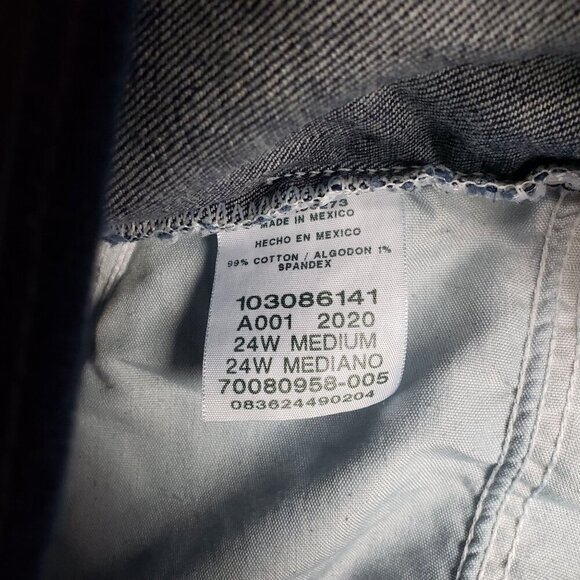 MADE IN MEXICO
HECHO EN MEXICO
99% COTTON / ALGODON 1%
SPANDEX
103086141
A001 2020
24W MEDIUM
24W MEDIANO
70080958-005
083624490204